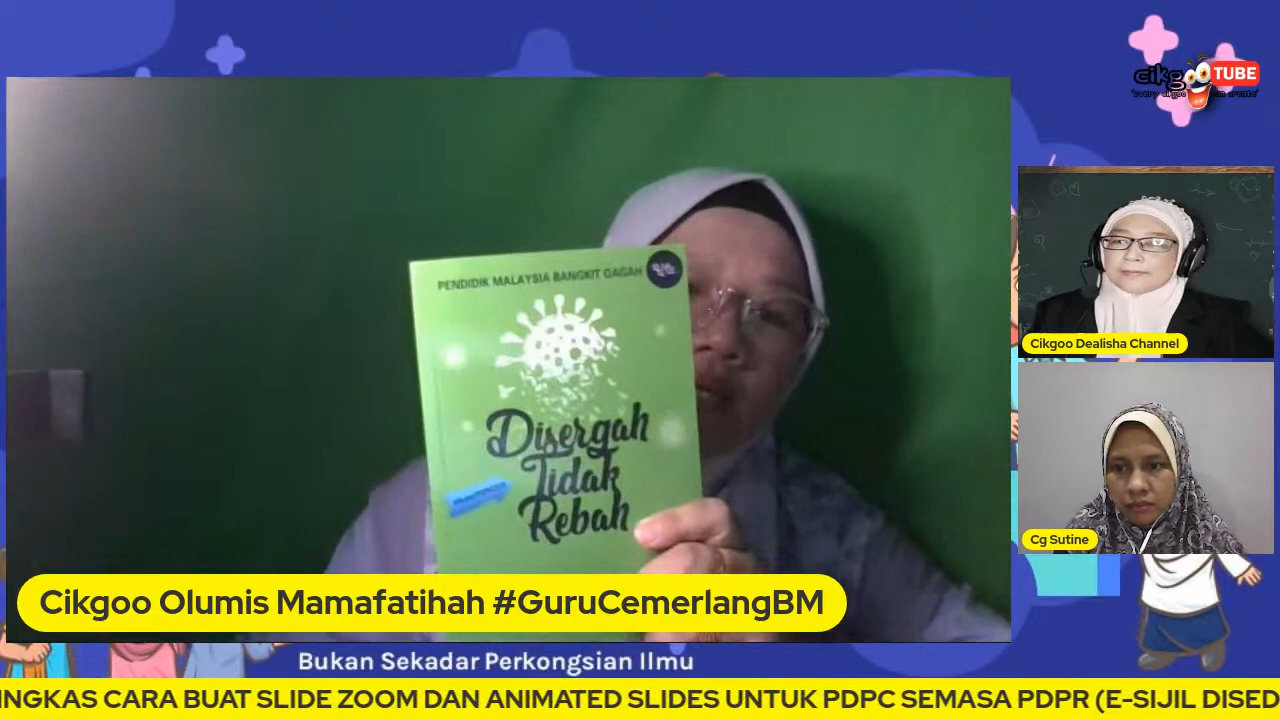 cikgoo TUBE
PENDIDIK MALAYSIA BANGKIT GAGAH
Disergah
Tidak
Rebah
Cikgoo Dealisha Channel
Cg Sutine
Cikgoo Olumis Mamafatihah #GuruCemerlangBM
Bukan Sekadar Perkongsian Ilmu
INGKAS CARA BUAT SLIDE ZOOM DAN ANIMATED SLIDES UNTUK PDPC SEMASA PDPR (E-SIJIL DISED